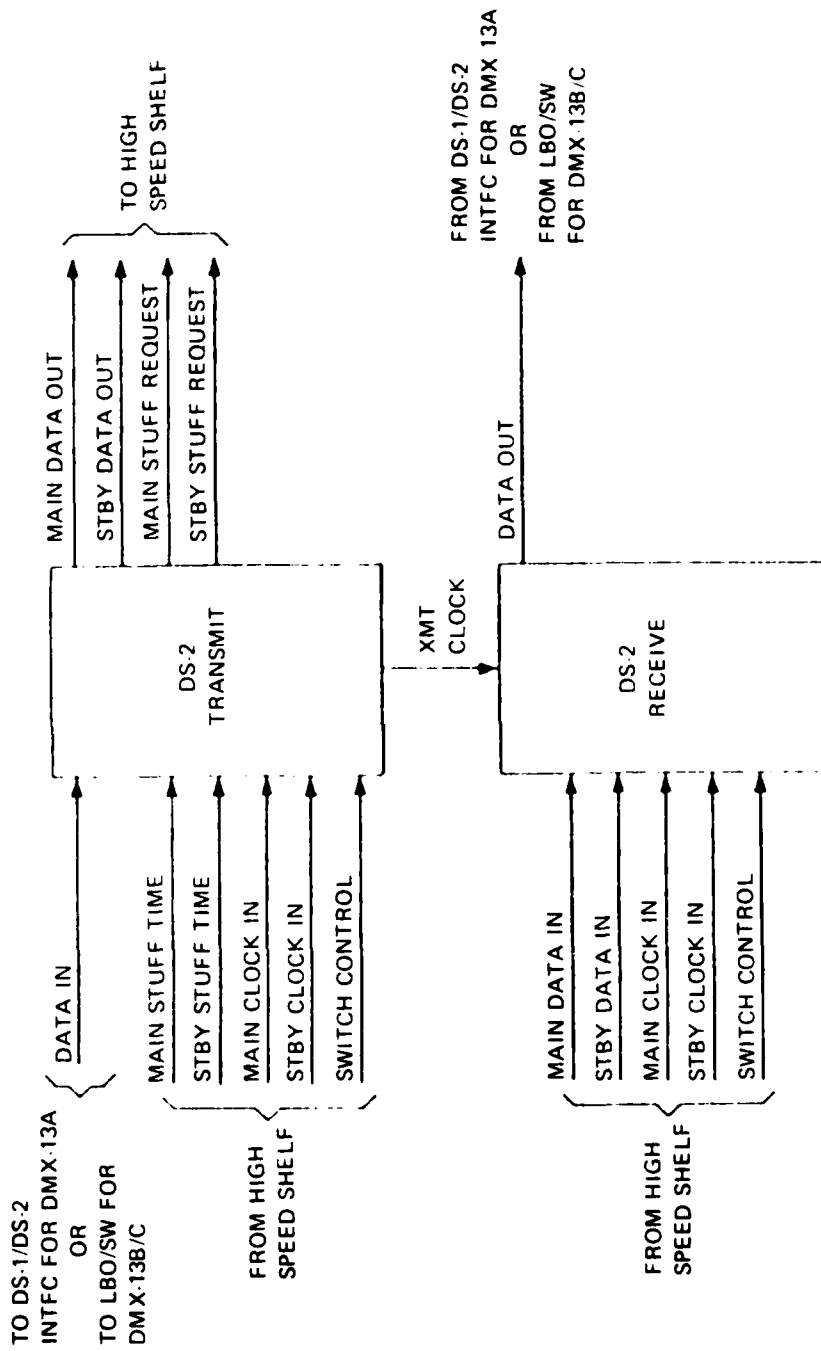 TO DS-1/DS-2
INTFC FOR DMX-13A
OR
TO LBO/SW FOR
DMX-13B/C
DATA IN
MAIN STUFF TIME
STBY STUFF TIME
MAIN CLOCK IN
STBY CLOCK IN
SWITCH CONTROL
FROM HIGH
SPEED SHELF
DS-2
TRANSMIT
MAIN DATA OUT
STBY DATA OUT
MAIN STUFF REQUEST
STBY STUFF REQUEST
TO HIGH
SPEED SHELF
XMT
CLOCK
MAIN DATA IN
STBY DATA IN
MAIN CLOCK IN
STBY CLOCK IN
SWITCH CONTROL
FROM HIGH
SPEED SHELF
DS-2
RECEIVE
DATA OUT
FROM DS-1/DS-2
INTFC FOR DMX 13A
OR
FROM LBO/SW
FOR DMX-13B/C